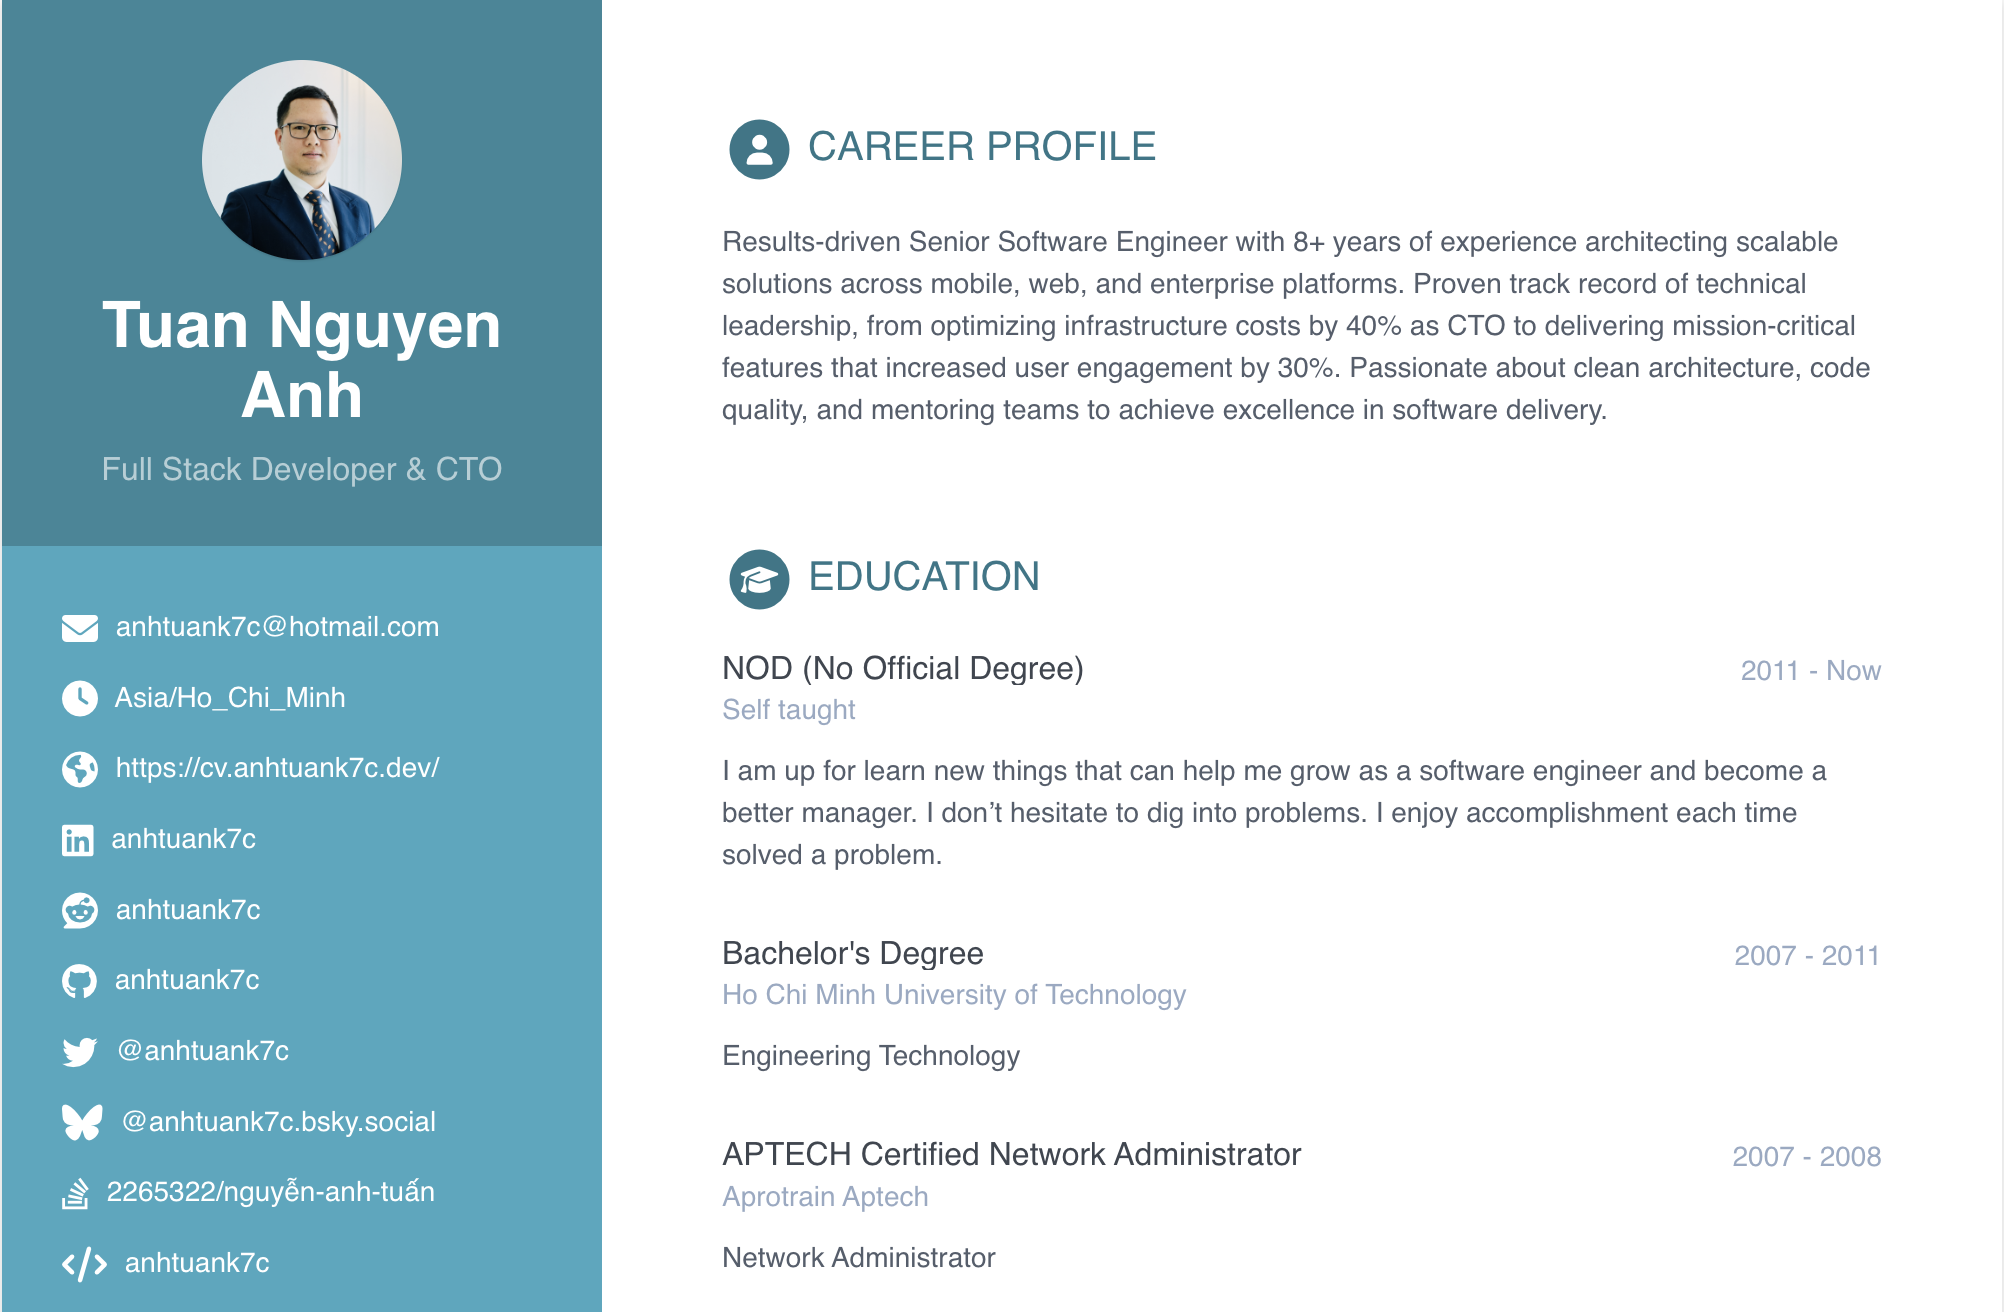 Tuan Nguyen
Anh
Full Stack Developer & CTO
anhtuank7c@hotmail.com
Asia/Ho_Chi_Minh
https://cv.anhtuank7c.dev/
anhtuank7c
anhtuank7c
anhtuank7c
@anhtuank7c
@anhtuank7c.bsky.social
2265322/nguyễn-anh-tuấn
anhtuank7c
CAREER PROFILE
Results-driven Senior Software Engineer with 8+ years of experience architecting scalable
solutions across mobile, web, and enterprise platforms. Proven track record of technical
leadership, from optimizing infrastructure costs by 40% as CTO to delivering mission-critical
features that increased user engagement by 30%. Passionate about clean architecture, code
quality, and mentoring teams to achieve excellence in software delivery.
EDUCATION
NOD (No Official Degree)
2011 - Now
Self taught
I am up for learn new things that can help me grow as a software engineer and become a
better manager. I don’t hesitate to dig into problems. I enjoy accomplishment each time
solved a problem.
Bachelor's Degree
2007 - 2011
Ho Chi Minh University of Technology
Engineering Technology
APTECH Certified Network Administrator
2007 - 2008
Aprotrain Aptech
Network Administrator